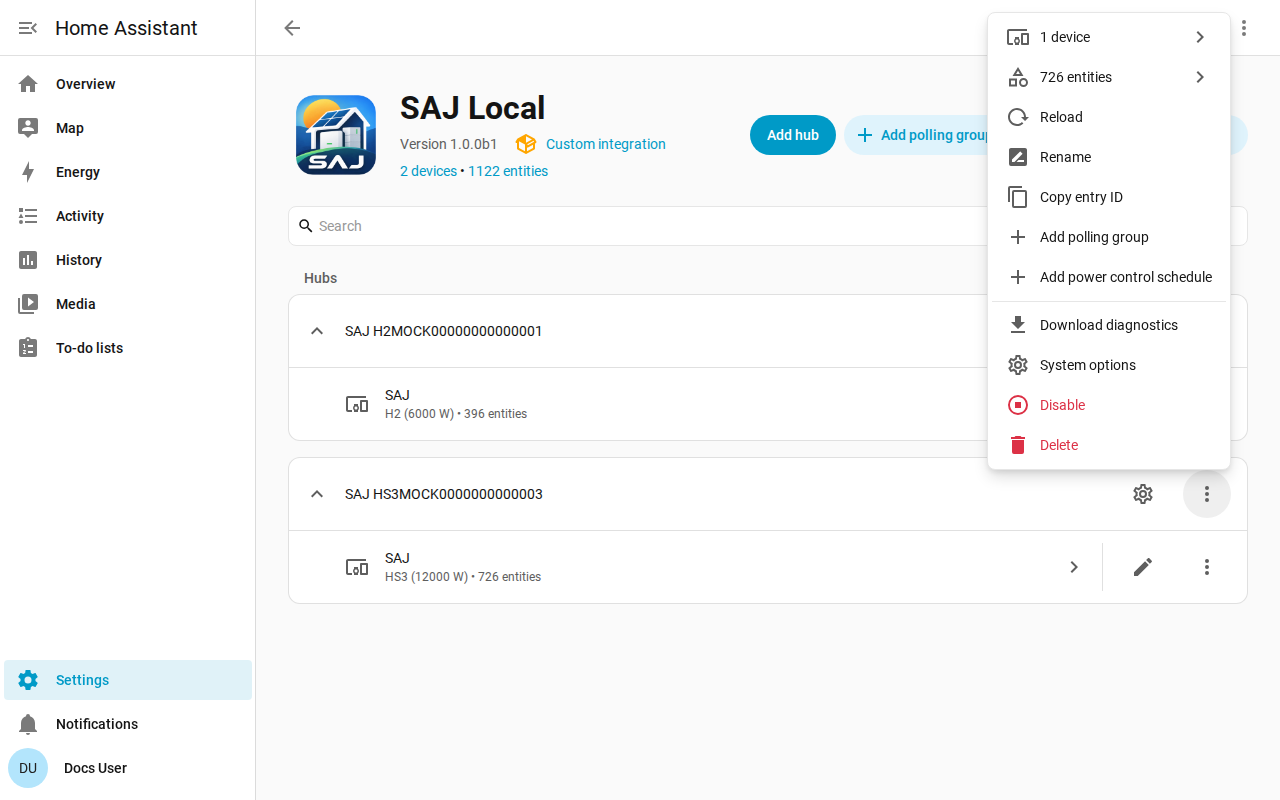 Home Assistant
Overview
Map
Energy
Activity
History
Media
To-do lists
Settings
Notifications
DU
Docs User
SAJ
SAJ Local
Version 1.0.0b1
Custom integration
2 devices • 1122 entities
Add hub
Add polling group
Search
Hubs
SAJ H2MOCK00000000000001
SAJ
H2 (6000 W) • 396 entities
SAJ HS3MOCK0000000000003
SAJ
HS3 (12000 W) • 726 entities
1 device
726 entities
Reload
Rename
Copy entry ID
Add polling group
Add power control schedule
Download diagnostics
System options
Disable
Delete